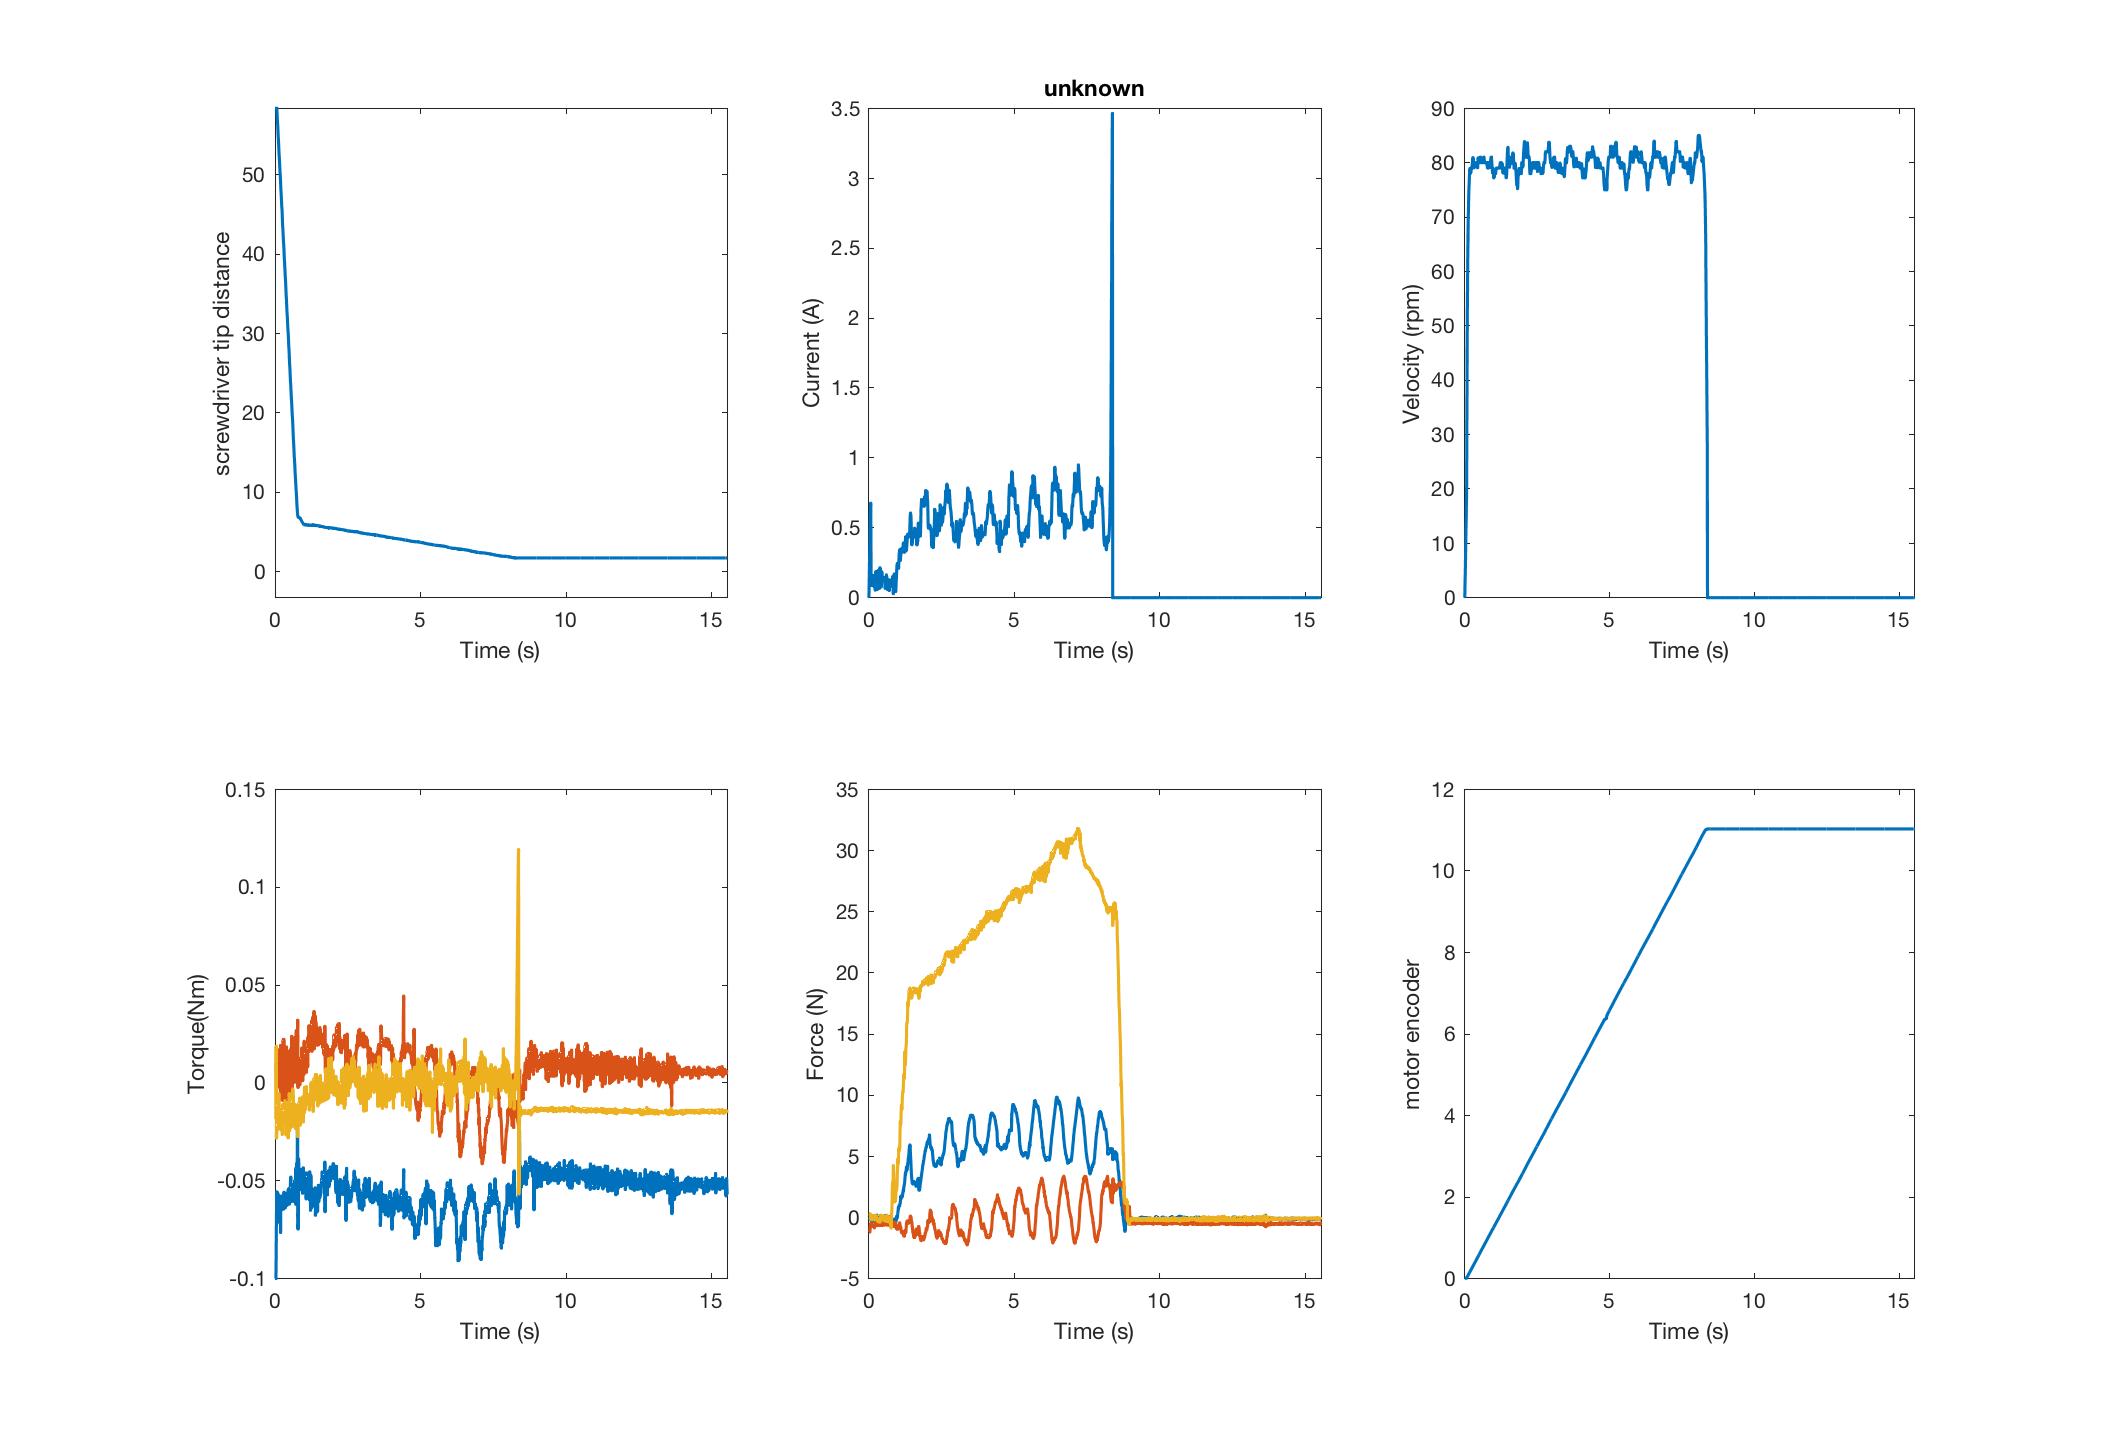 unknown
screwdriver tip distance
50
40
30
20
10
0
0 5 10 15
Time (s)
Current (A)
3.5
3
2.5
2
1.5
1
0.5
0
0 5 10 15
Time (s)
Velocity (rpm)
90
80
70
60
50
40
30
20
10
0
0 5 10 15
Time (s)
Torque(Nm)
0.15
0.1
0.05
0
-0.05
-0.1
0 5 10 15
Time (s)
Force (N)
35
30
25
20
15
10
5
0
-5
0 5 10 15
Time (s)
motor encoder
12
10
8
6
4
2
0
0 5 10 15
Time (s)